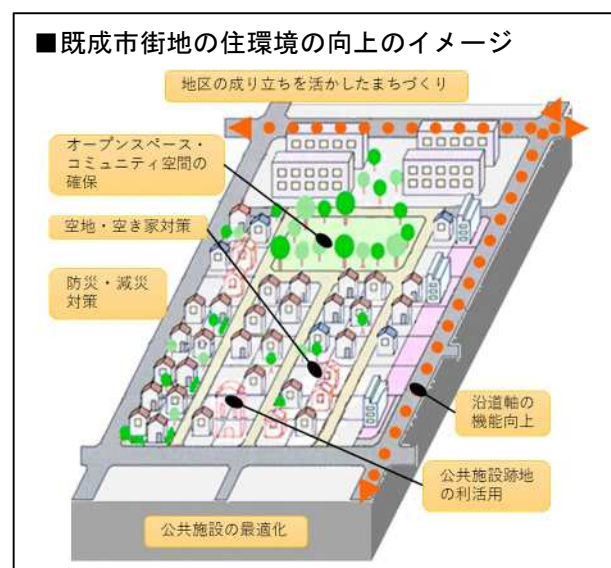 ■既成市街地の住環境の向上のイメージ
地区の成り立ちを活かしたまちづくり
オープンスペース・
コミュニティ空間の
確保
空地・空き家対策
防災・減災
対策
沿道軸の
機能向上
公共施設跡地
の利活用
公共施設の最適化